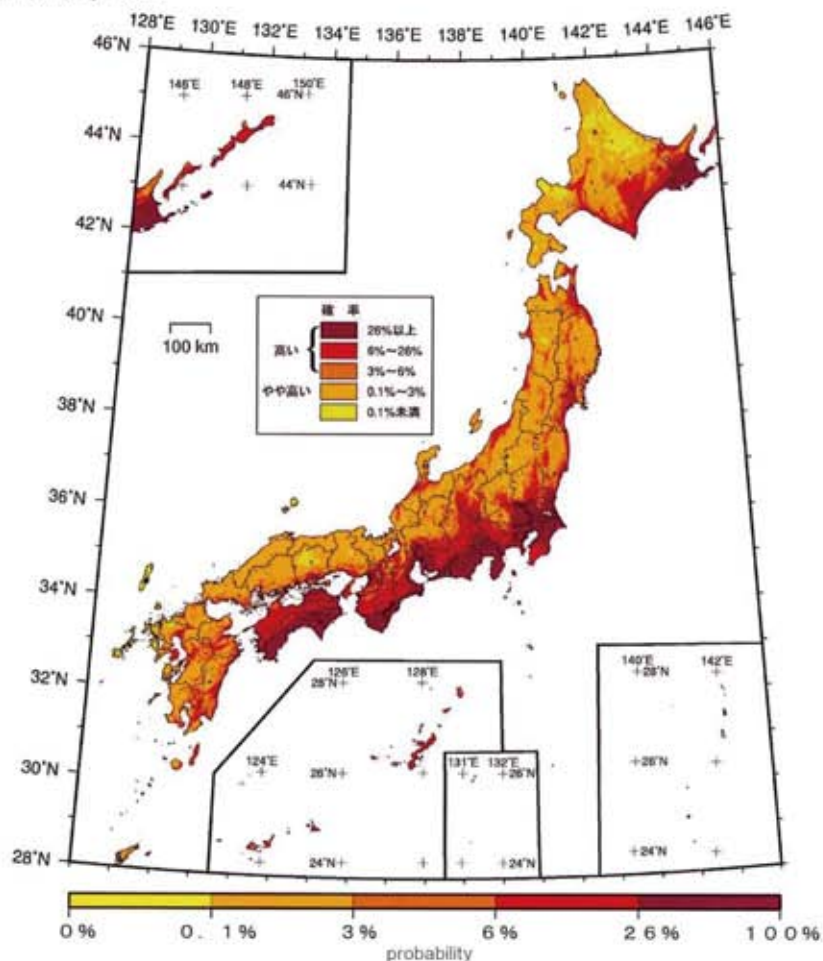 128°E 130°E 132°E 134°E 136°E 138°E 140°E 142°E 144°E 146°E
46°N
146°E 148°E 150°E
46°N
44°N
44°N
42°N
40°N
100 km
確 率
高い
26%以上
6%~26%
3%~6%
やや高い
0.1%~3%
0.1%未満
38°N
36°N
34°N
32°N
126°E 128°E
28°N
140°E 142°E
28°N
30°N
124°E
26°N
131°E 132°E
26°N
26°N
28°N
24°N
24°N
24°N
0% 0.1% 3% 6% 26% 100%
probability